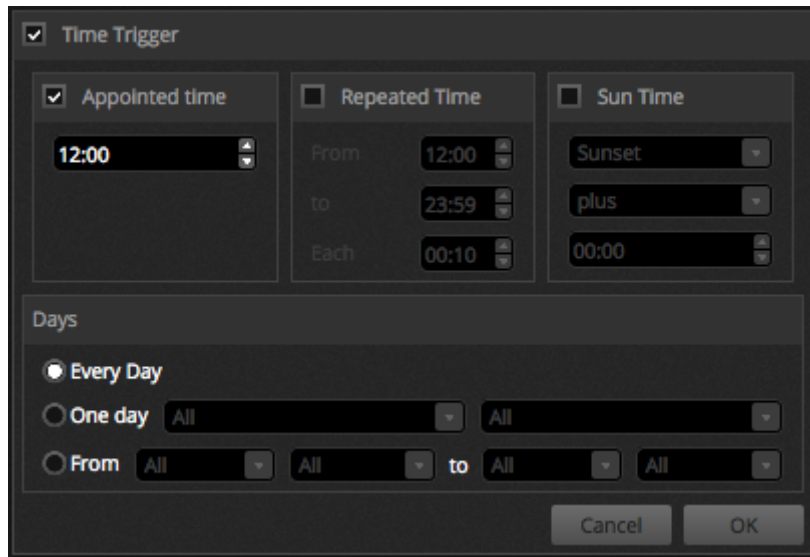 Time Trigger
Appointed time
12:00
Repeated Time
From 12:00
to 23:59
Each 00:10
Sun Time
Sunset
plus
00:00
Days
Every Day
One day All All
From All All to All All
Cancel OK